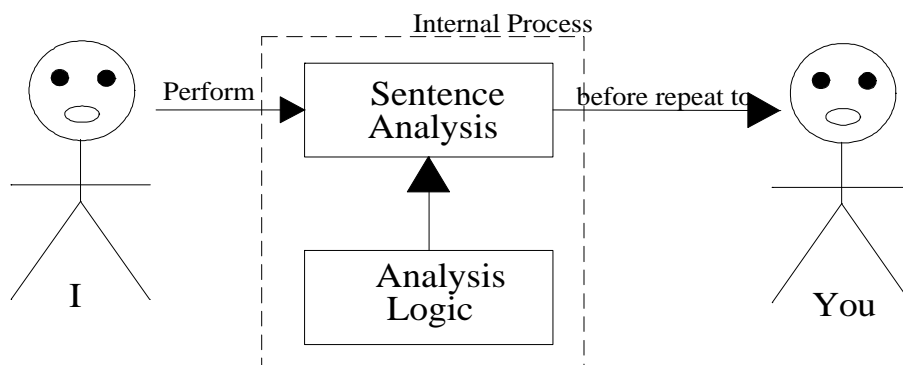 Internal Process
Perform
Sentence
Analysis
before repeat to
Analysis
Logic
I
You